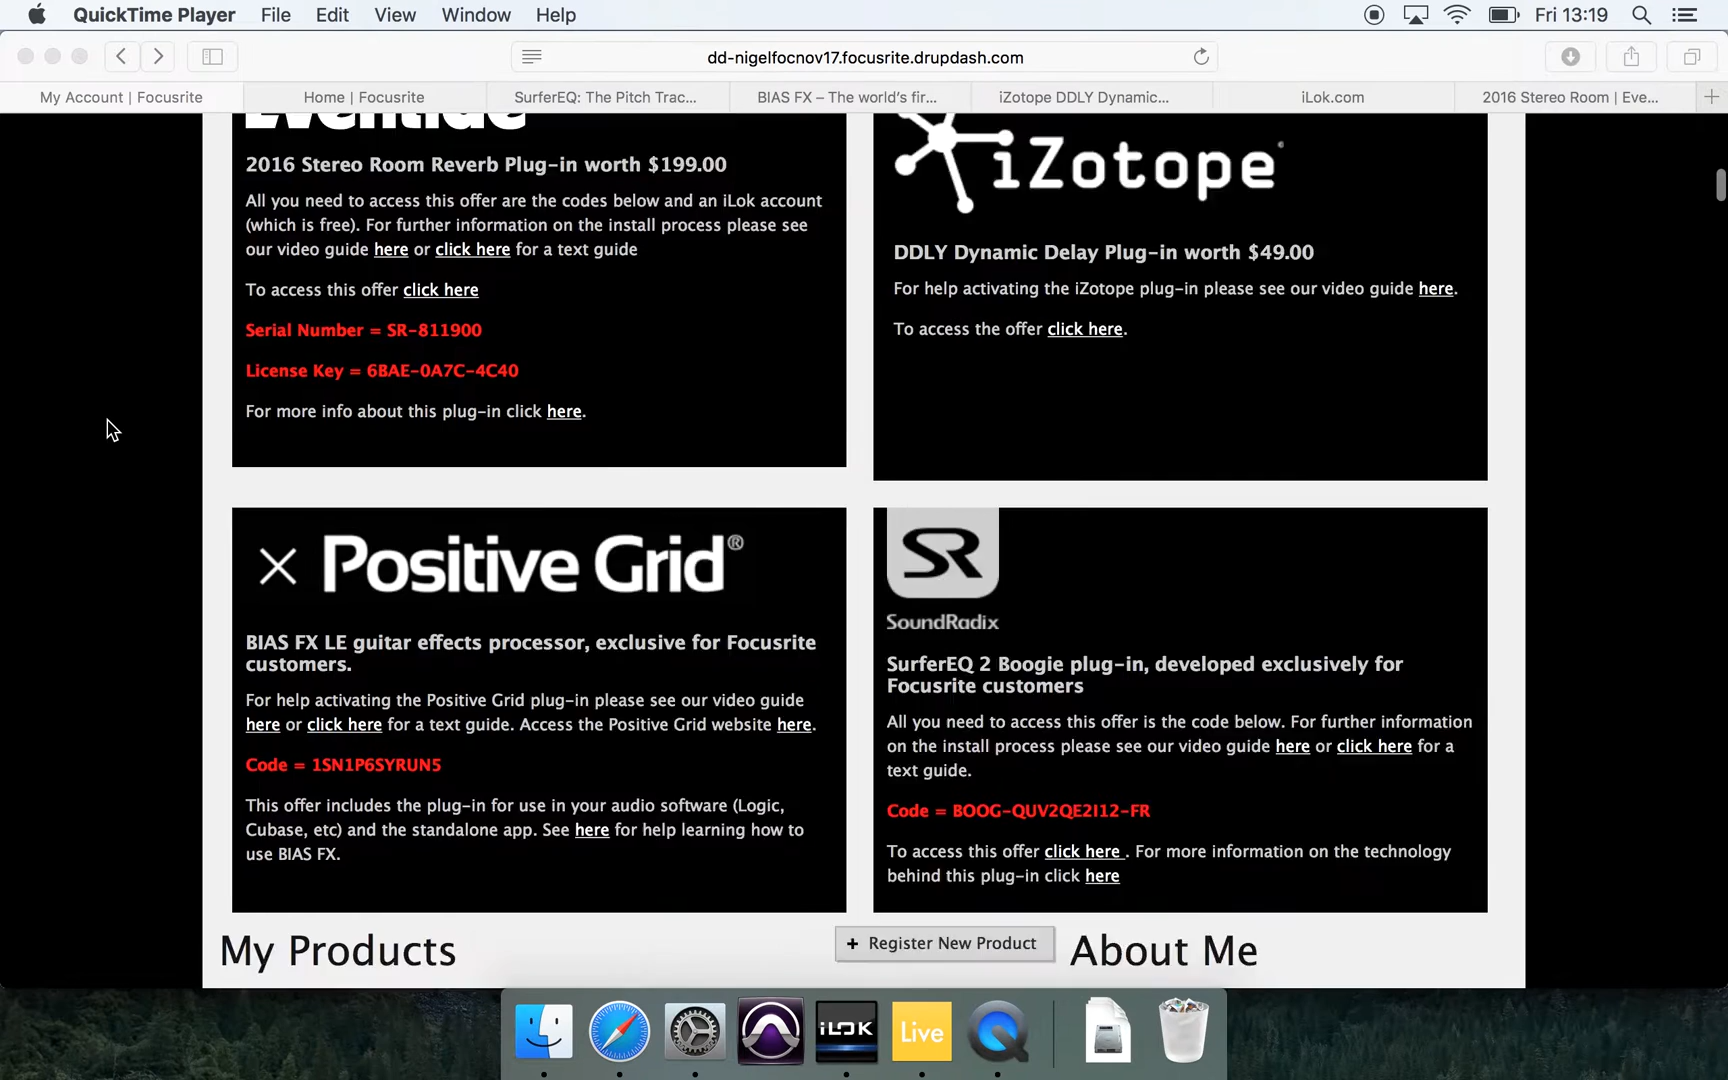 QuickTime Player File Edit View Window Help Fri 13:19
dd-nigelfocnov17.focusrite.drupdash.com
My Account | Focusrite
Home | Focusrite
SurferEQ: The Pitch Trac...
BIAS FX – The world's fir...
iZotope DDLY Dynamic...
iLok.com
2016 Stereo Room | Eve...
Eventide
2016 Stereo Room Reverb Plug-in worth $199.00
All you need to access this offer are the codes below and an iLok account
(which is free). For further information on the install process please see
our video guide here or click here for a text guide
To access this offer click here
Serial Number = SR-811900
License Key = 6BAE-0A7C-4C40
For more info about this plug-in click here.
iZotope
DDLY Dynamic Delay Plug-in worth $49.00
For help activating the iZotope plug-in please see our video guide here.
To access the offer click here.
Positive Grid®
BIAS FX LE guitar effects processor, exclusive for Focusrite
customers.
For help activating the Positive Grid plug-in please see our video guide
here or click here for a text guide. Access the Positive Grid website here.
Code = 1SN1P6SYRUN5
This offer includes the plug-in for use in your audio software (Logic,
Cubase, etc) and the standalone app. See here for help learning how to
use BIAS FX.
SR
SoundRadix
SurferEQ 2 Boogie plug-in, developed exclusively for
Focusrite customers
All you need to access this offer is the code below. For further information
on the install process please see our video guide here or click here for a
text guide.
Code = BOOG-QUV2QE2I12-FR
To access this offer click here . For more information on the technology
behind this plug-in click here
My Products
+ Register New Product
About Me
iLOK
Live